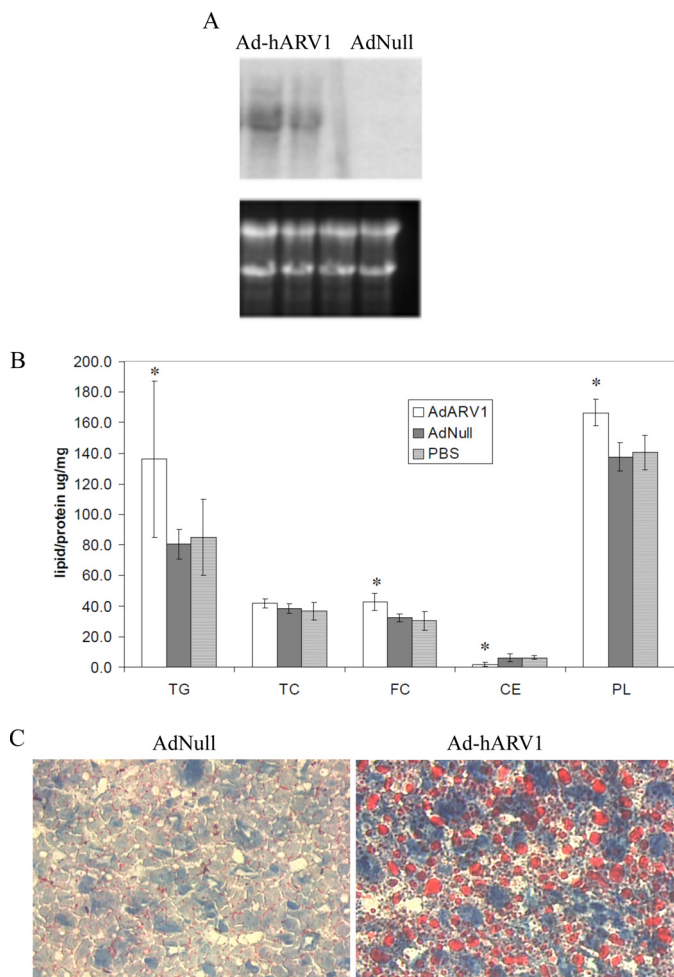 A
Ad-hARV1 AdNull
B
lipid/protein ug/mg
200.0
180.0
160.0
140.0
120.0
100.0
80.0
60.0
40.0
20.0
0.0
*
*
*
*
AdARV1
AdNull
PBS
TG TC FC CE PL
C
AdNull Ad-hARV1